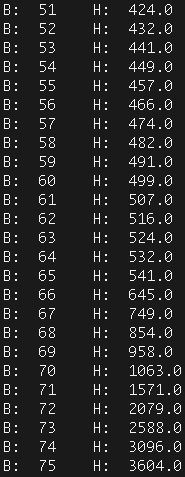 B:  51    H:  424.0
B:  52    H:  432.0
B:  53    H:  441.0
B:  54    H:  449.0
B:  55    H:  457.0
B:  56    H:  466.0
B:  57    H:  474.0
B:  58    H:  482.0
B:  59    H:  491.0
B:  60    H:  499.0
B:  61    H:  507.0
B:  62    H:  516.0
B:  63    H:  524.0
B:  64    H:  532.0
B:  65    H:  541.0
B:  66    H:  645.0
B:  67    H:  749.0
B:  68    H:  854.0
B:  69    H:  958.0
B:  70    H:  1063.0
B:  71    H:  1571.0
B:  72    H:  2079.0
B:  73    H:  2588.0
B:  74    H:  3096.0
B:  75    H:  3604.0